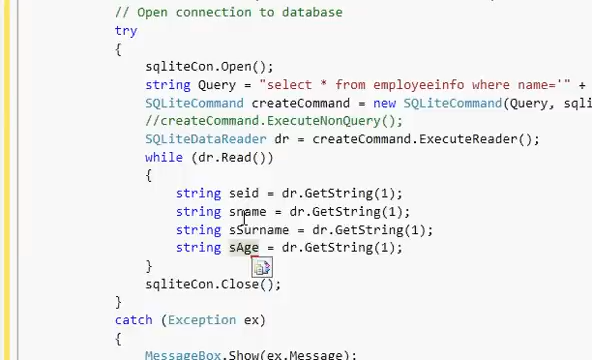 // Open connection to database
try
{
sqliteCon.Open();
string Query = "select * from employeeinfo where name='" +
SQLiteCommand createCommand = new SQLiteCommand(Query, sqli
//createCommand.ExecuteNonQuery();
SQLiteDataReader dr = createCommand.ExecuteReader();
while (dr.Read())
{
string seid = dr.GetString(1);
string sname = dr.GetString(1);
string sSurname = dr.GetString(1);
string sAge = dr.GetString(1);
}
sqliteCon.Close();
}
catch (Exception ex)
{
MessageBox.Show(ex.Message);